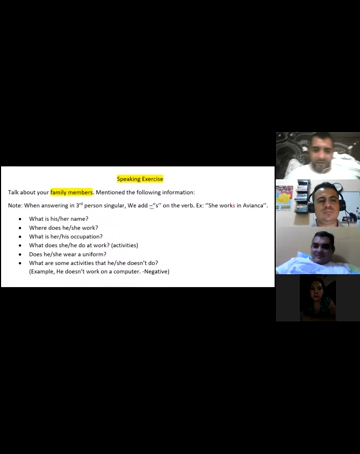 Speaking Exercise
Talk about your family members. Mentioned the following information:
Note: When answering in 3rd person singular, We add –"s" on the verb. Ex: "She works in Avianca".
• What is his/her name?
• Where does he/she work?
• What is her/his occupation?
• What does she/he do at work? (activities)
• Does he/she wear a uniform?
• What are some activities that he/she doesn't do?
(Example, He doesn't work on a computer. -Negative)